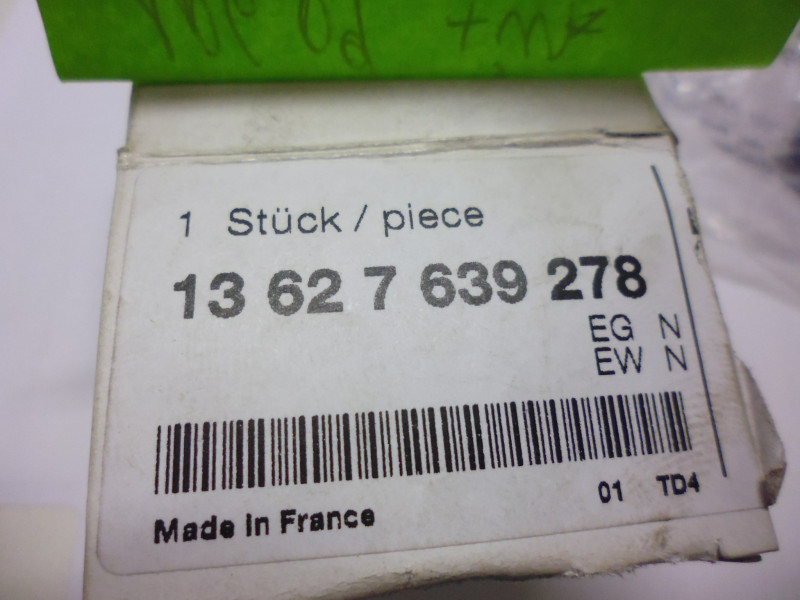 1 Stück / piece
13 62 7 639 278
EG N
EW N
01 TD4
Made In France